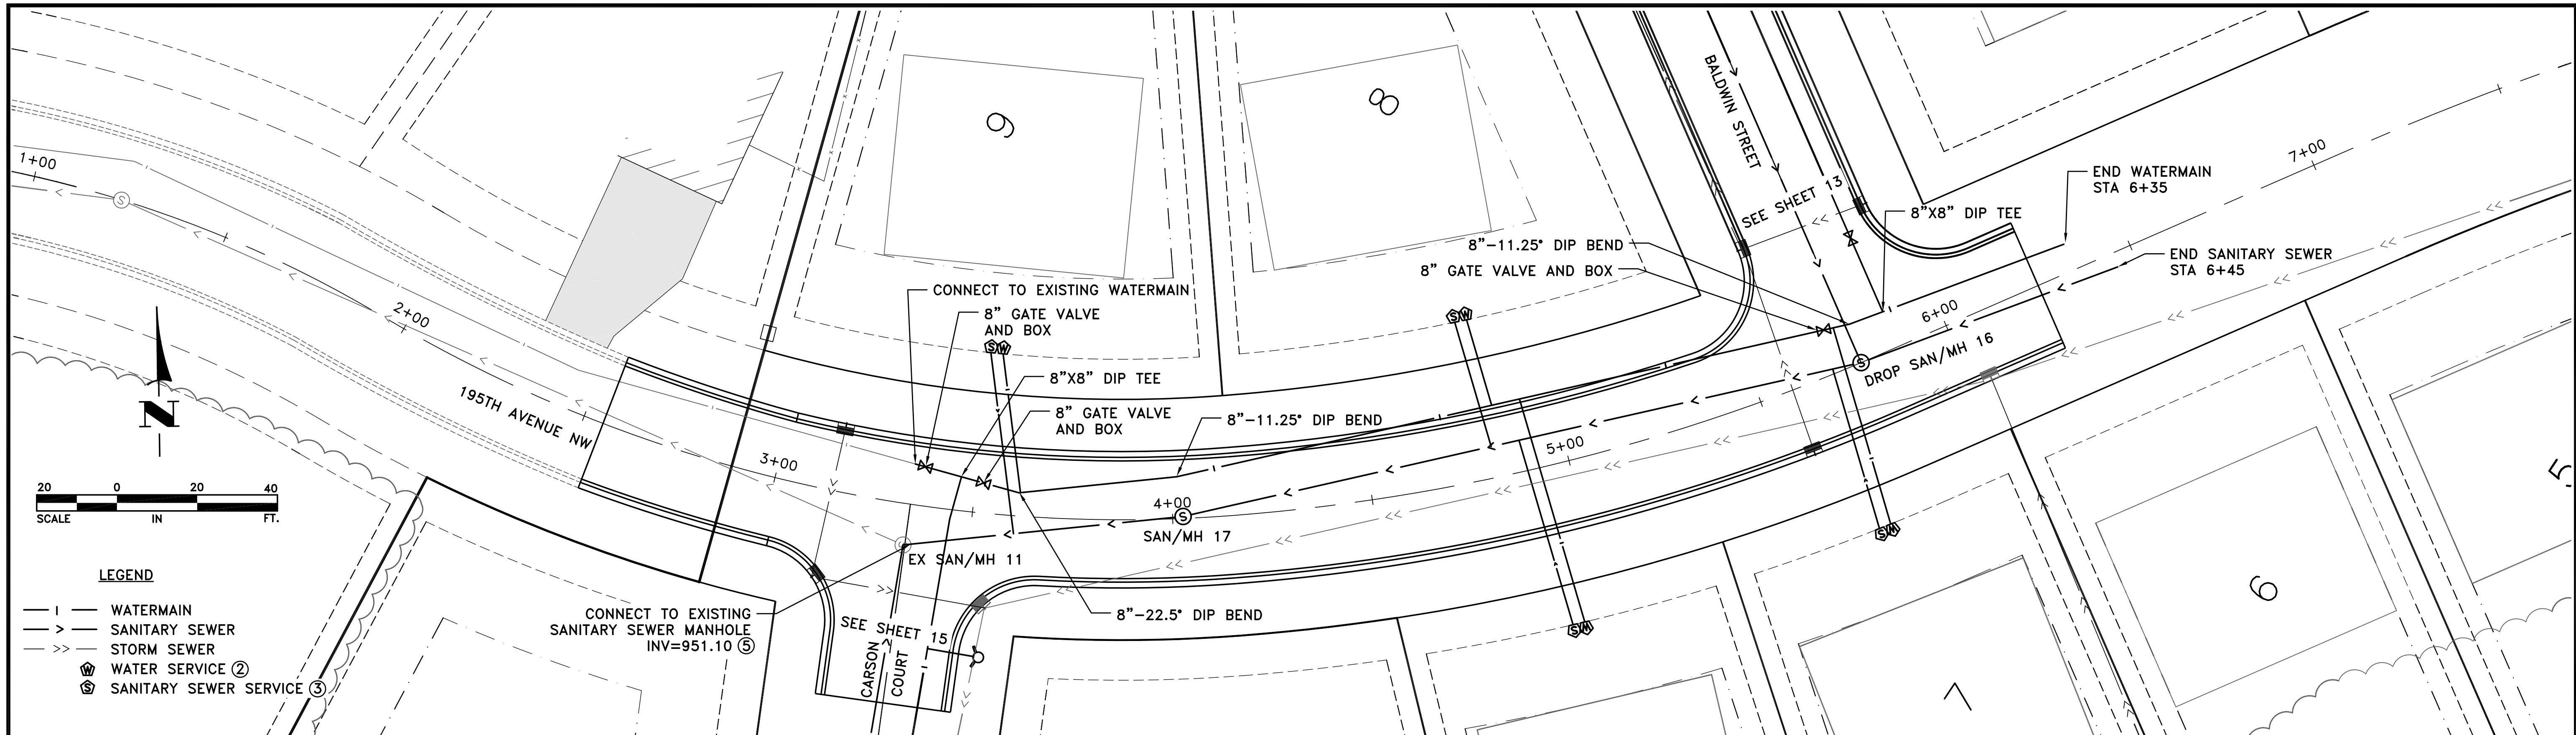 1+00
2+00
195TH AVENUE NW
N
20 0 20 40
SCALE IN FT.
LEGEND
WATERMAIN
SANITARY SEWER
STORM SEWER
WATER SERVICE 2
SANITARY SEWER SERVICE 3
W
S
S
9
8
CONNECT TO EXISTING WATERMAIN
8" GATE VALVE
AND BOX
S W
8"X8" DIP TEE
8" GATE VALVE
AND BOX
8"-11.25° DIP BEND
3+00
4+00
S
SAN/MH 17
EX SAN/MH 11
CONNECT TO EXISTING
SANITARY SEWER MANHOLE
INV=951.10 5
8"-22.5° DIP BEND
SEE SHEET 15
CARSON
COURT
S W
5+00
S W
BALDWIN STREET
SEE SHEET 13
8"-11.25° DIP BEND
8" GATE VALVE AND BOX
8"X8" DIP TEE
END WATERMAIN
STA 6+35
END SANITARY SEWER
STA 6+45
6+00
7+00
S
DROP SAN/MH 16
S W
7
6
5